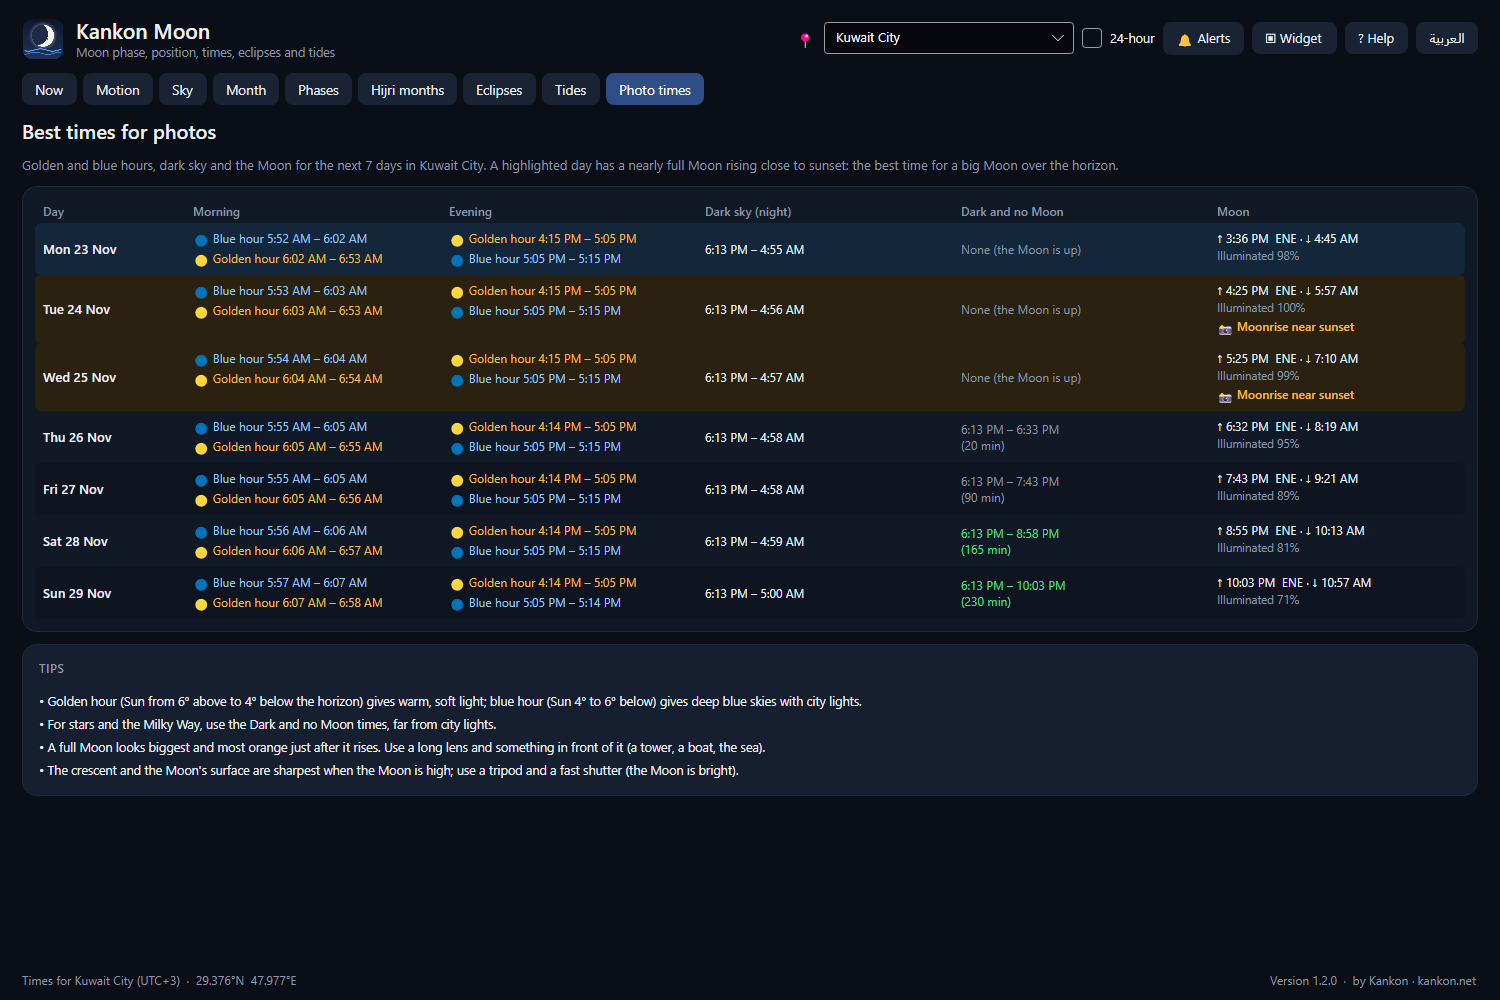 Kankon Moon
Moon phase, position, times, eclipses and tides
Kuwait City
24-hour
Alerts
Widget
? Help
العربية
Now
Motion
Sky
Month
Phases
Hijri months
Eclipses
Tides
Photo times
Best times for photos
Golden and blue hours, dark sky and the Moon for the next 7 days in Kuwait City. A highlighted day has a nearly full Moon rising close to sunset: the best time for a big Moon over the horizon.
Day Morning Evening Dark sky (night) Dark and no Moon Moon
Mon 23 Nov
Blue hour 5:52 AM – 6:02 AM
Golden hour 6:02 AM – 6:53 AM
Golden hour 4:15 PM – 5:05 PM
Blue hour 5:05 PM – 5:15 PM
6:13 PM – 4:55 AM
None (the Moon is up)
↑ 3:36 PM ENE · ↓ 4:45 AM
Illuminated 98%
Tue 24 Nov
Blue hour 5:53 AM – 6:03 AM
Golden hour 6:03 AM – 6:53 AM
Golden hour 4:15 PM – 5:05 PM
Blue hour 5:05 PM – 5:15 PM
6:13 PM – 4:56 AM
None (the Moon is up)
↑ 4:25 PM ENE · ↓ 5:57 AM
Illuminated 100%
Moonrise near sunset
Wed 25 Nov
Blue hour 5:54 AM – 6:04 AM
Golden hour 6:04 AM – 6:54 AM
Golden hour 4:15 PM – 5:05 PM
Blue hour 5:05 PM – 5:15 PM
6:13 PM – 4:57 AM
None (the Moon is up)
↑ 5:25 PM ENE · ↓ 7:10 AM
Illuminated 99%
Moonrise near sunset
Thu 26 Nov
Blue hour 5:55 AM – 6:05 AM
Golden hour 6:05 AM – 6:55 AM
Golden hour 4:14 PM – 5:05 PM
Blue hour 5:05 PM – 5:15 PM
6:13 PM – 4:58 AM
6:13 PM – 6:33 PM
(20 min)
↑ 6:32 PM ENE · ↓ 8:19 AM
Illuminated 95%
Fri 27 Nov
Blue hour 5:55 AM – 6:05 AM
Golden hour 6:05 AM – 6:56 AM
Golden hour 4:14 PM – 5:05 PM
Blue hour 5:05 PM – 5:15 PM
6:13 PM – 4:58 AM
6:13 PM – 7:43 PM
(90 min)
↑ 7:43 PM ENE · ↓ 9:21 AM
Illuminated 89%
Sat 28 Nov
Blue hour 5:56 AM – 6:06 AM
Golden hour 6:06 AM – 6:57 AM
Golden hour 4:14 PM – 5:05 PM
Blue hour 5:05 PM – 5:15 PM
6:13 PM – 4:59 AM
6:13 PM – 8:58 PM
(165 min)
↑ 8:55 PM ENE · ↓ 10:13 AM
Illuminated 81%
Sun 29 Nov
Blue hour 5:57 AM – 6:07 AM
Golden hour 6:07 AM – 6:58 AM
Golden hour 4:14 PM – 5:05 PM
Blue hour 5:05 PM – 5:14 PM
6:13 PM – 5:00 AM
6:13 PM – 10:03 PM
(230 min)
↑ 10:03 PM ENE · ↓ 10:57 AM
Illuminated 71%
TIPS
• Golden hour (Sun from 6° above to 4° below the horizon) gives warm, soft light; blue hour (Sun 4° to 6° below) gives deep blue skies with city lights.
• For stars and the Milky Way, use the Dark and no Moon times, far from city lights.
• A full Moon looks biggest and most orange just after it rises. Use a long lens and something in front of it (a tower, a boat, the sea).
• The crescent and the Moon's surface are sharpest when the Moon is high; use a tripod and a fast shutter (the Moon is bright).
Times for Kuwait City (UTC+3) · 29.376°N 47.977°E
Version 1.2.0 · by Kankon · kankon.net